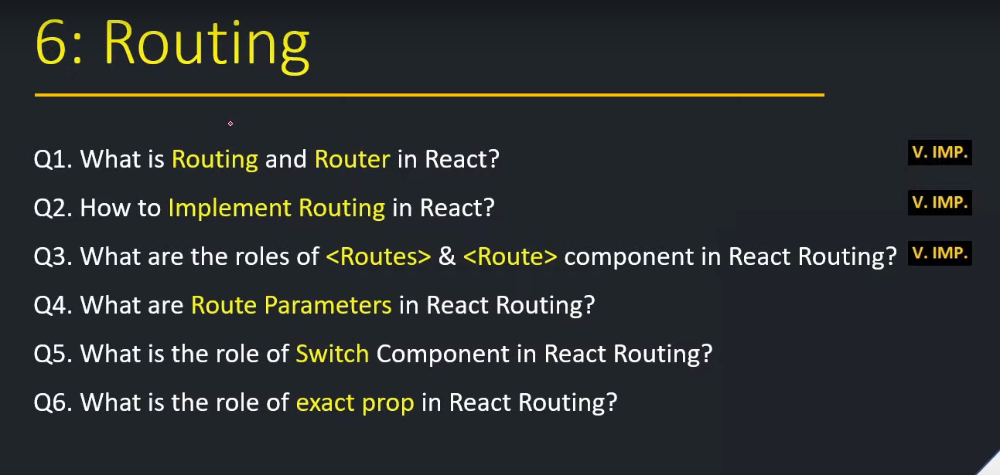 6: Routing
Q1. What is Routing and Router in React?
V. IMP.
Q2. How to Implement Routing in React?
V. IMP.
Q3. What are the roles of <Routes> & <Route> component in React Routing?
V. IMP.
Q4. What are Route Parameters in React Routing?
Q5. What is the role of Switch Component in React Routing?
Q6. What is the role of exact prop in React Routing?